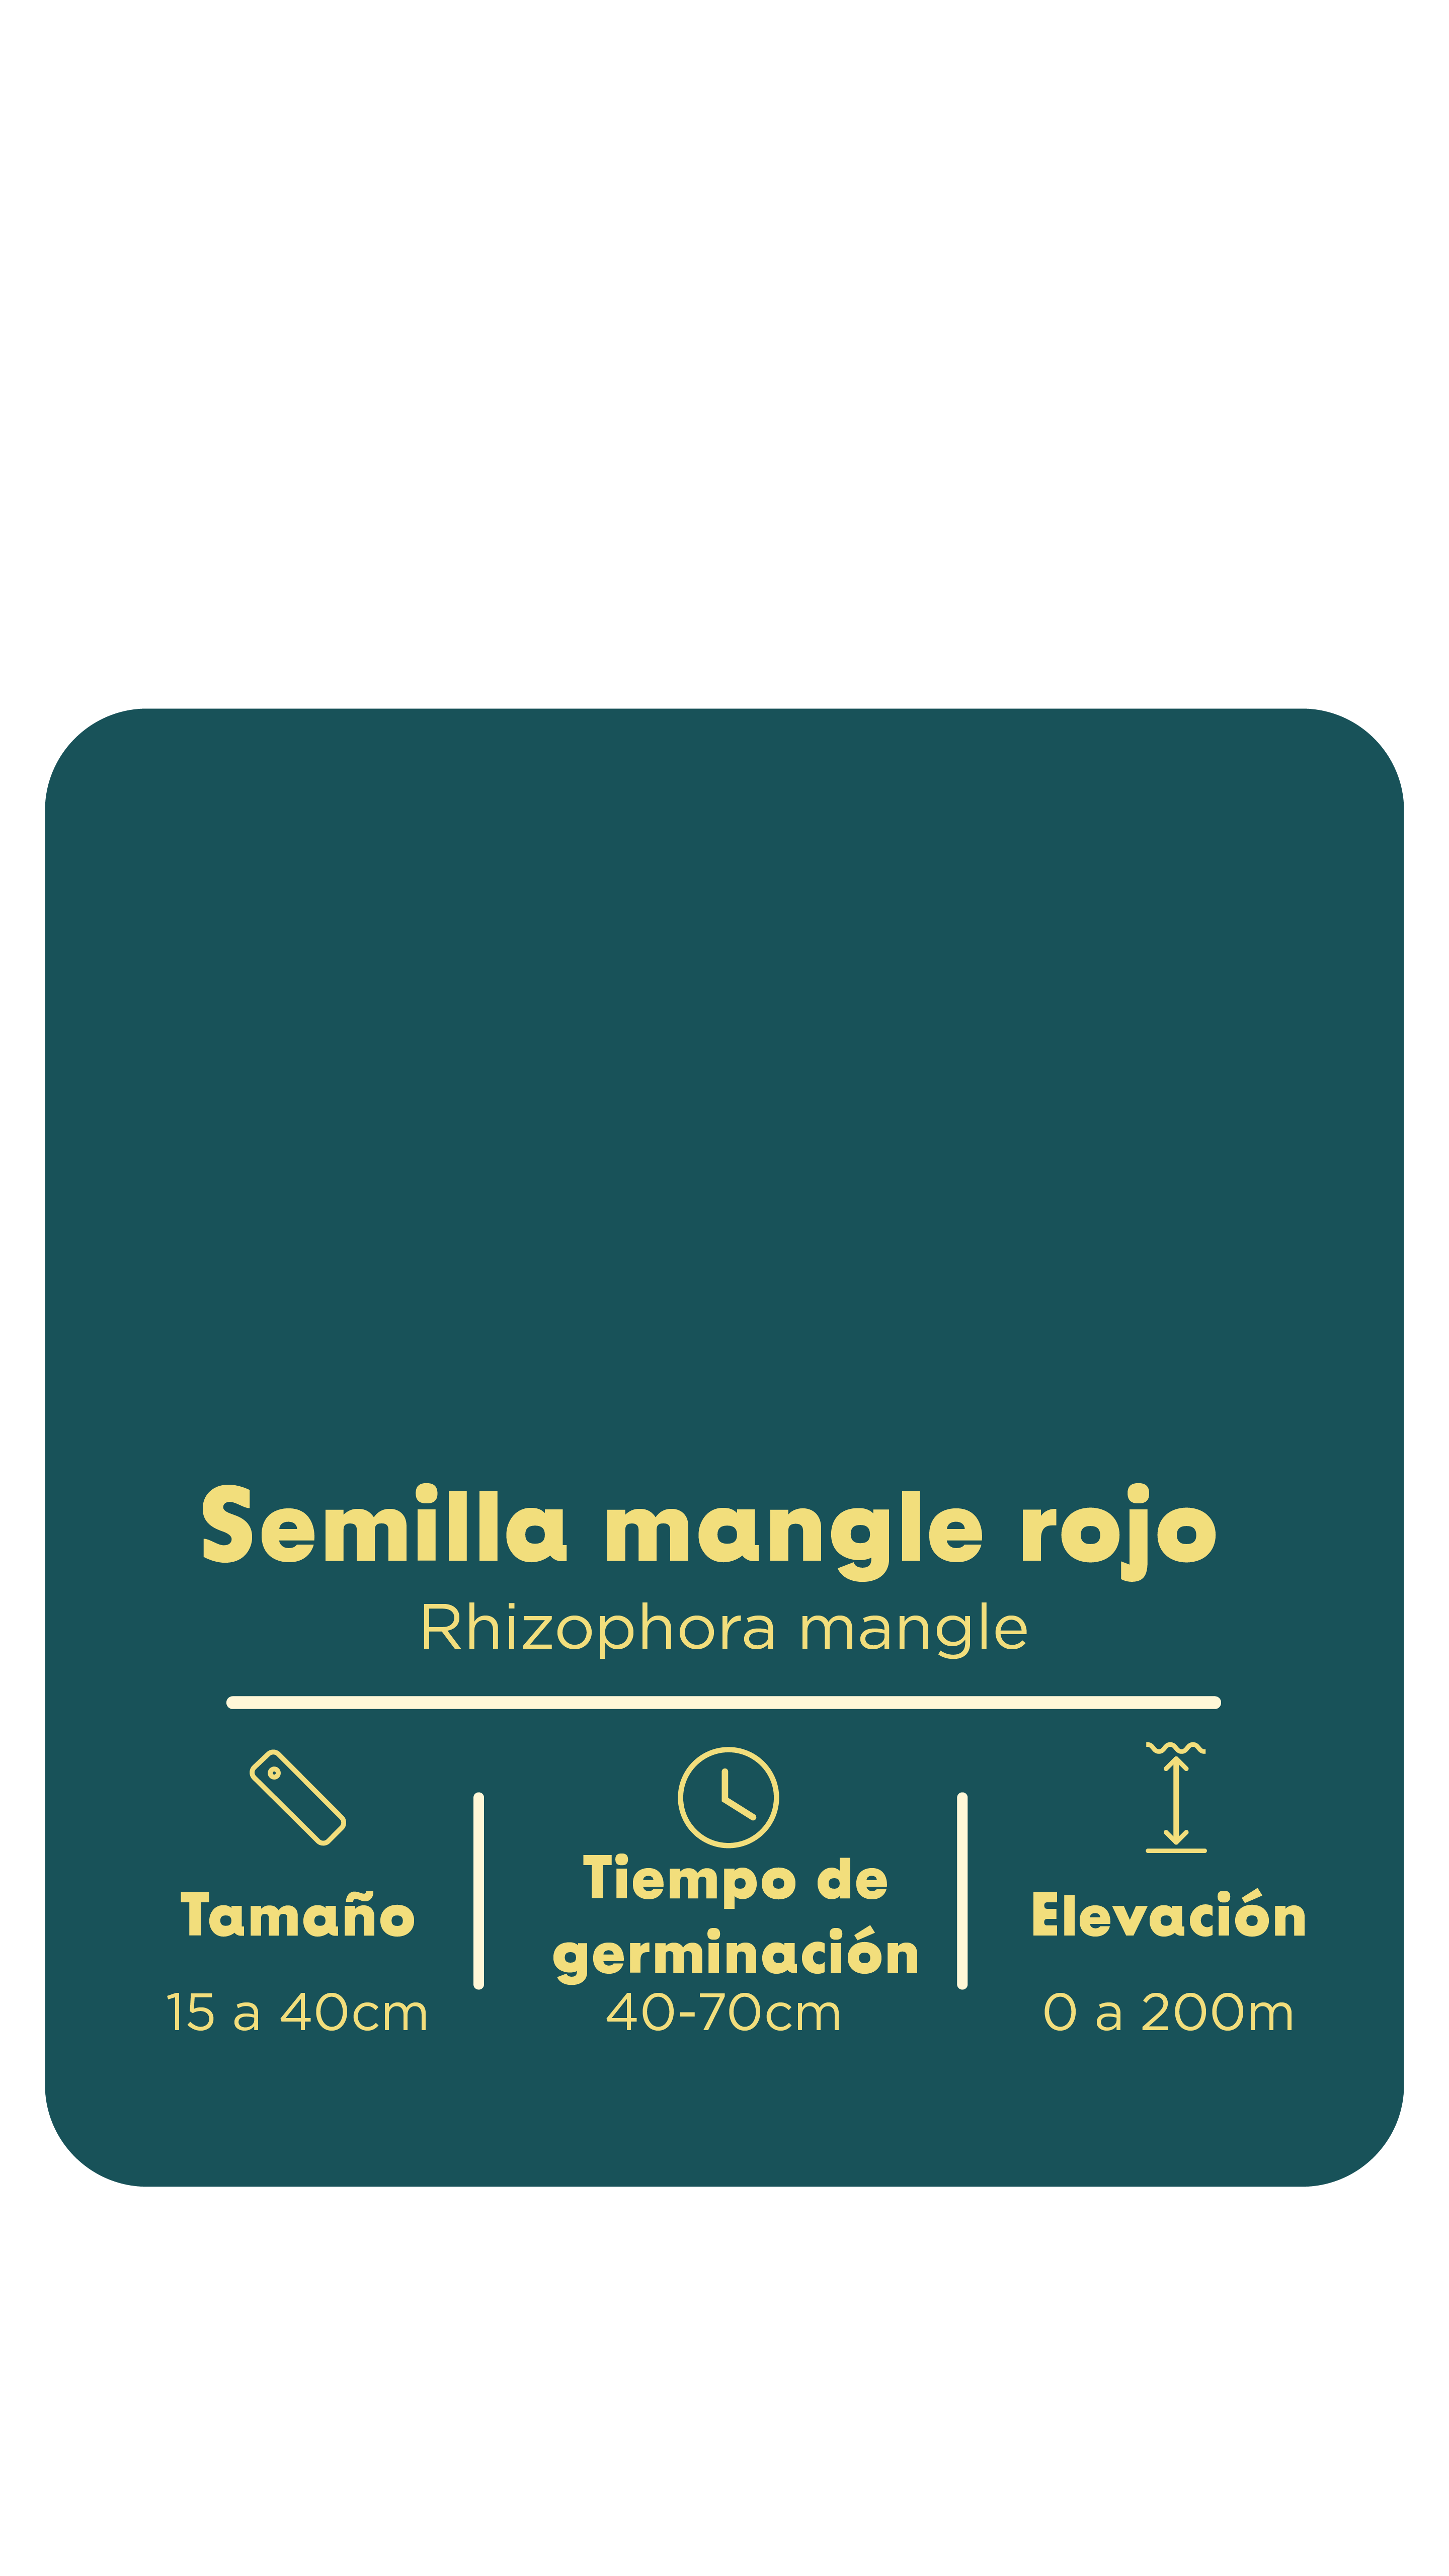 Semilla mangle rojo
Rhizophora mangle
Tamaño
15 a 40cm
Tiempo de
germinación
40-70cm
Elevación
0 a 200m